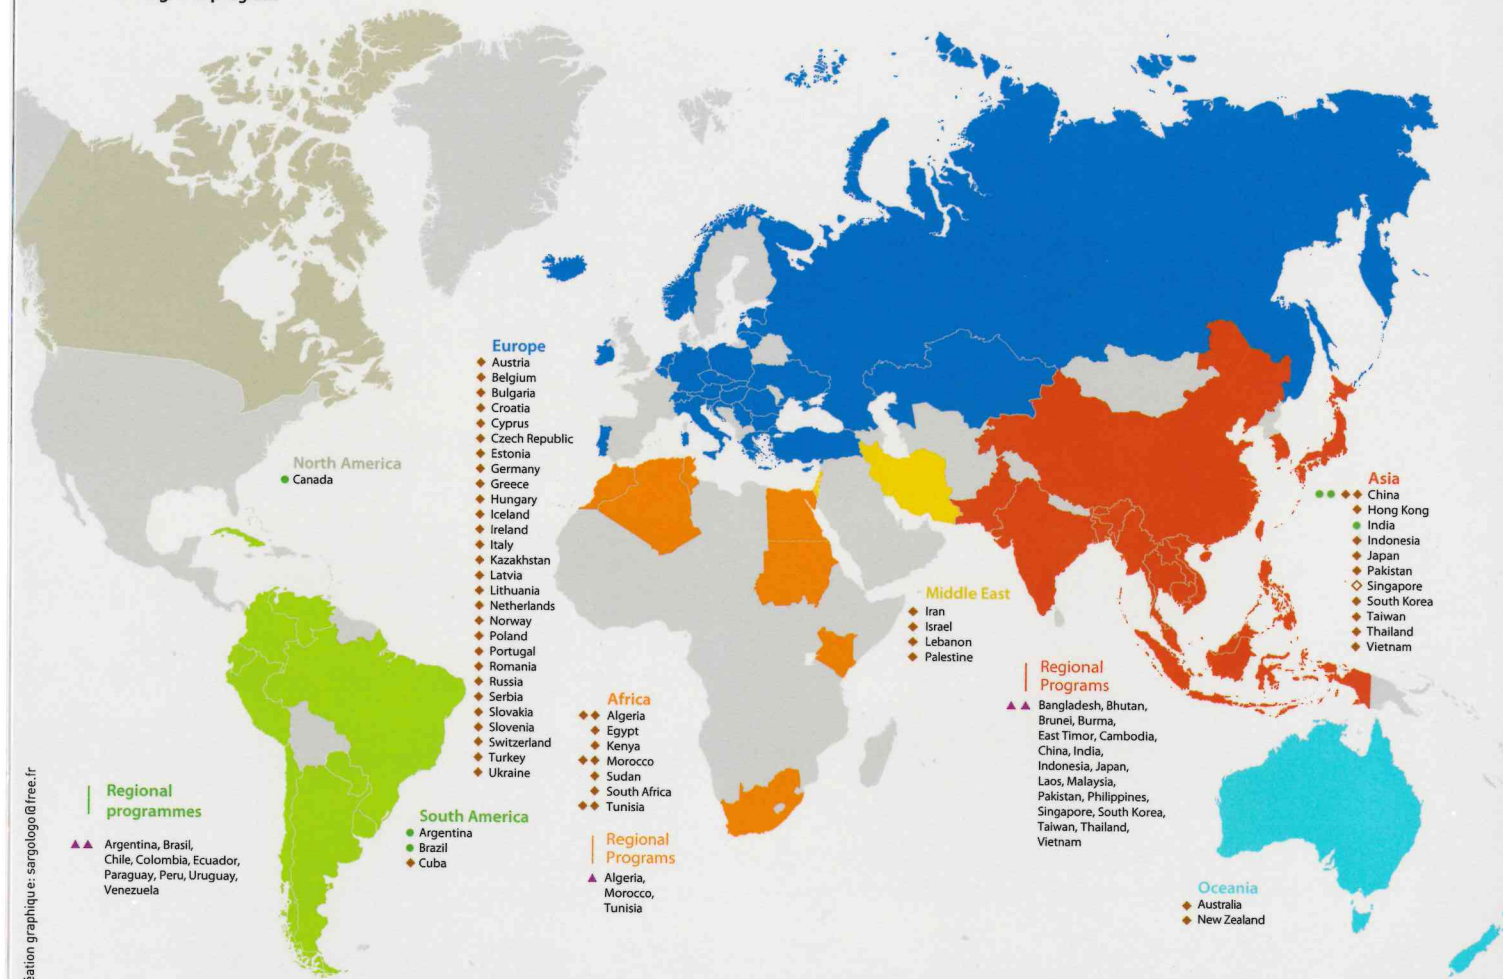 North America
Canada
Regional
programmes
Argentina, Brasil,
Chile, Colombia, Ecuador,
Paraguay, Peru, Uruguay,
Venezuela
South America
Argentina
Brazil
Cuba
Europe
Austria
Belgium
Bulgaria
Croatia
Cyprus
Czech Republic
Estonia
Germany
Greece
Hungary
Iceland
Ireland
Italy
Kazakhstan
Latvia
Lithuania
Netherlands
Norway
Poland
Portugal
Romania
Russia
Serbia
Slovakia
Slovenia
Switzerland
Turkey
Ukraine
Africa
Algeria
Egypt
Kenya
Morocco
Sudan
South Africa
Tunisia
Regional
Programs
Algeria,
Morocco,
Tunisia
Middle East
Iran
Israel
Lebanon
Palestine
Regional
Programs
Bangladesh, Bhutan,
Brunei, Burma,
East Timor, Cambodia,
China, India,
Indonesia, Japan,
Laos, Malaysia,
Pakistan, Philippines,
Singapore, South Korea,
Taiwan, Thailand,
Vietnam
Asia
China
Hong Kong
India
Indonesia
Japan
Pakistan
Singapore
South Korea
Taiwan
Thailand
Vietnam
Oceania
Australia
New Zealand
éation graphique: sargologo@free.fr